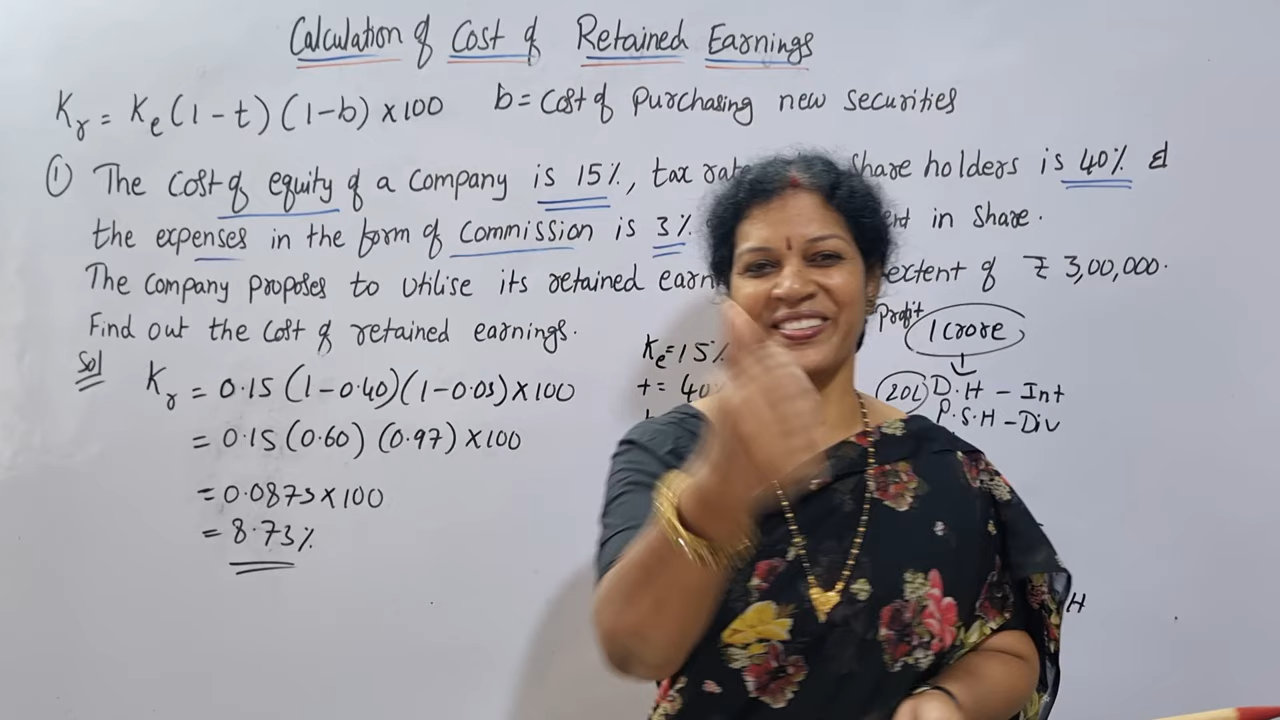 Calculation of Cost of Retained Earnings
Kr = Ke (1-t) (1-b) ×100 b = Cost of Purchasing new securities
① The Cost of equity of a Company is 15%, tax rate Share holders is 40% &
the expenses in the form of Commission is 3% in Share.
The Company proposes to utilise its retained earn extent of ₹ 3,00,000.
Find out the Cost of retained earnings.
Sol
Kr = 0.15 (1-0.40) (1-0.03) ×100
= 0.15 (0.60) (0.97) ×100
= 0.0873 ×100
= 8.73%
Ke = 15%
t = 40
Profit
1 Crore
20L D.H - Int
P.S.H - Div
H